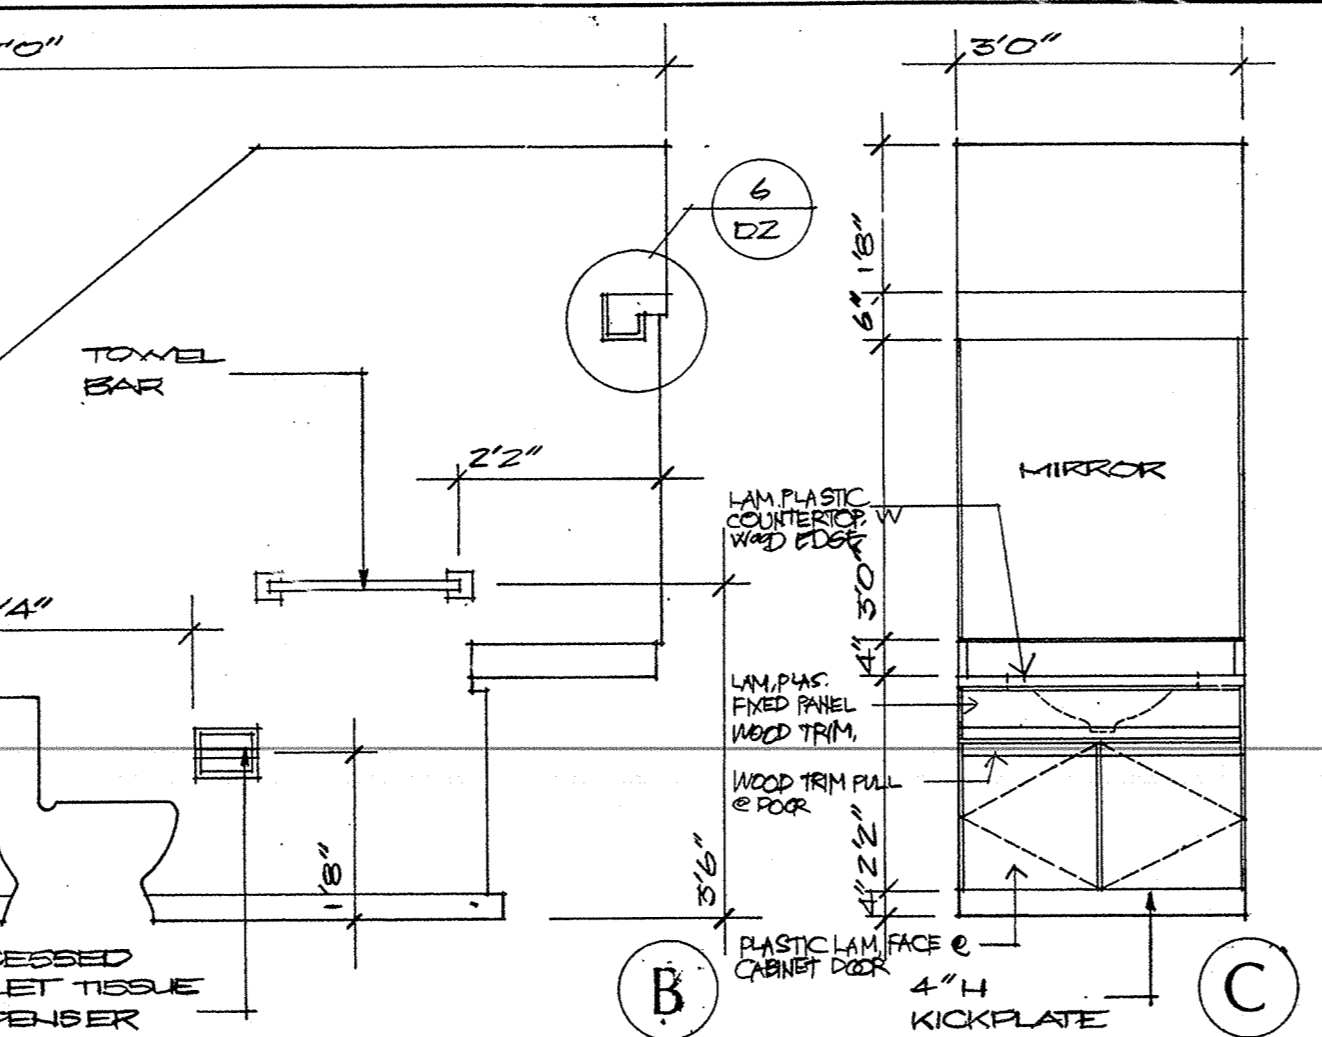 '0"
3'0"
6
D2
1'8"
6"
TOWEL
BAR
2'2"
MIRROR
LAM. PLASTIC
COUNTERTOP. W
WOOD EDGE
3'0"
'4"
4"
LAM. PLAS.
FIXED PANEL
WOOD TRIM.
WOOD TRIM PULL
@ DOOR
1'8"
3'6"
2'2"
4"
CESSED
LET TISSUE
PENSER
B
PLASTIC LAM. FACE @
CABINET DOOR
4" H
KICKPLATE
C